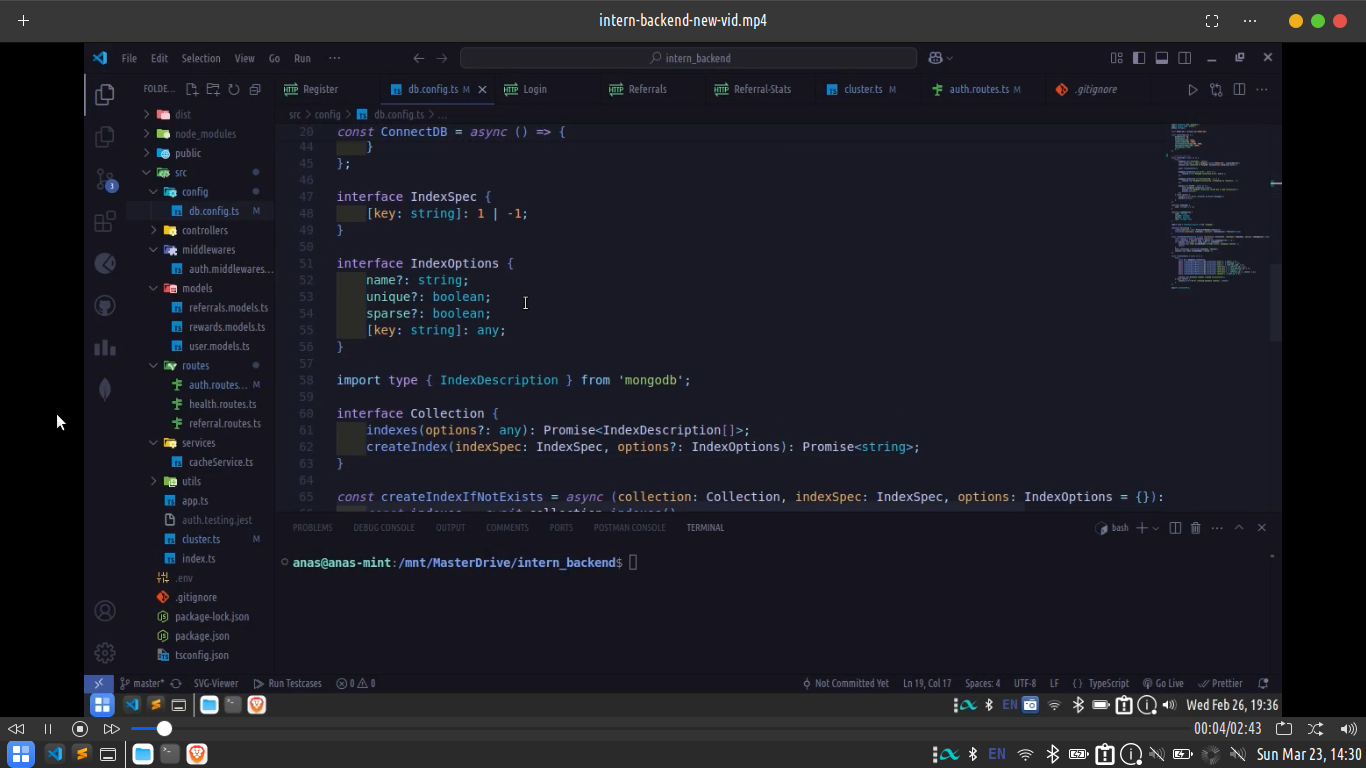 intern-backend-new-vid.mp4
File Edit Selection View Go Run ···
intern_backend
FOLDE...
Register
db.config.ts M
Login
Referrals
Referral-Stats
cluster.ts M
auth.routes.ts M
.gitignore
src > config > db.config.ts > ...
dist
node_modules
public
src
config
db.config.ts M
controllers
middlewares
auth.middlewares...
models
referrals.models.ts
rewards.models.ts
user.models.ts
routes
auth.routes... M
health.routes.ts
referral.routes.ts
services
cacheService.ts
utils
app.ts
auth.testing.jest
cluster.ts M
index.ts
.env
.gitignore
package-lock.json
package.json
tsconfig.json
3
20 const ConnectDB = async () => {
44 }
45 };
46
47 interface IndexSpec {
48 [key: string]: 1 | -1;
49 }
50
51 interface IndexOptions {
52 name?: string;
53 unique?: boolean;
54 sparse?: boolean;
55 [key: string]: any;
56 }
57
58 import type { IndexDescription } from 'mongodb';
59
60 interface Collection {
61 indexes(options?: any): Promise<IndexDescription[]>;
62 createIndex(indexSpec: IndexSpec, options?: IndexOptions): Promise<string>;
63 }
64
65 const createIndexIfNotExists = async (collection: Collection, indexSpec: IndexSpec, options: IndexOptions = {}):
PROBLEMS DEBUG CONSOLE OUTPUT COMMENTS PORTS POSTMAN CONSOLE TERMINAL
bash
anas@anas-mint:/mnt/MasterDrive/intern_backend$
master* SVG-Viewer Run Testcases 0 0 Not Committed Yet Ln 19, Col 17 Spaces: 4 UTF-8 LF {} TypeScript Go Live Prettier
EN Wed Feb 26, 19:36
00:04/02:43
EN Sun Mar 23, 14:30